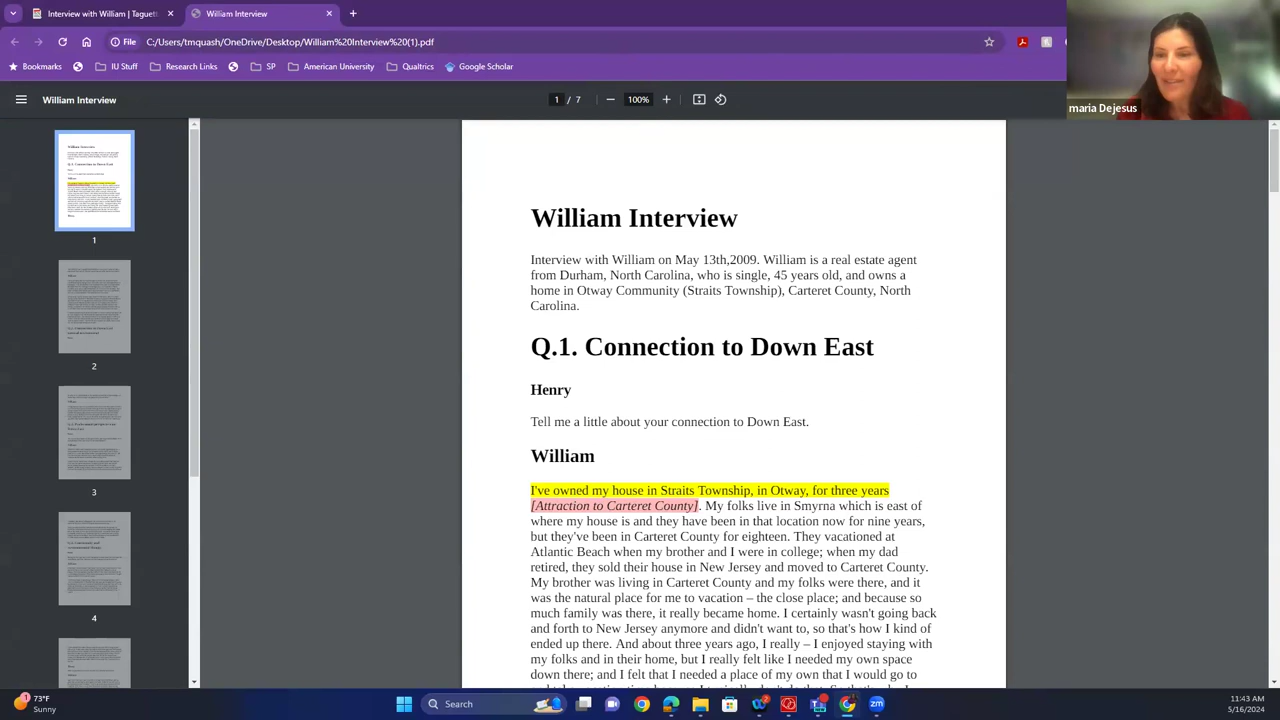 Interview with William
Taguette
C:/Users/tmquash/OneDrive/Desktop/William%20Interview%20(1).pdf
Bookmarks
IU Stuff
Research Links
SP
American University
Qualtrics
Google Scholar
maria Dejesus
William Interview
1 / 7
100%
William Interview
Interview with William on May 13th,2009. William is a real estate agent
from Durham, North Carolina, who is single, 45 years old, and owns a
home in Otway Community (Straits Township), Carteret County, North
Carolina.
Q.1. Connection to Down East
Henry
Tell me a little about your connection to Down East.
William
I've owned my house in Straits Township, in Otway, for three years
[Attraction to Carteret County]. My folks live in Smyrna which is east of
where my house is and they have been in that location now for nine years,
but they've been in Carteret County for eighteen. They vacationed at
Atlantic Beach when my brother and I were in college; when my dad
retired, they sold their house in New Jersey and moved to Carteret County.
My brother was living in Carteret County and my folks were there, and it
was the natural place for me to vacation – the close place; and because so
much family was there, it really became home. I certainly wasn't going back
and forth to New Jersey anymore and didn't want to, so that's how I kind of
ended up there. And about three years ago, I really – I enjoyed staying with
my folks and in their home, but I really felt like I needed my own space
down there; and I felt that I needed a place of my own that I would go to
1
2
3
4
73°F
Sunny
Search
11:43 AM
5/16/2024